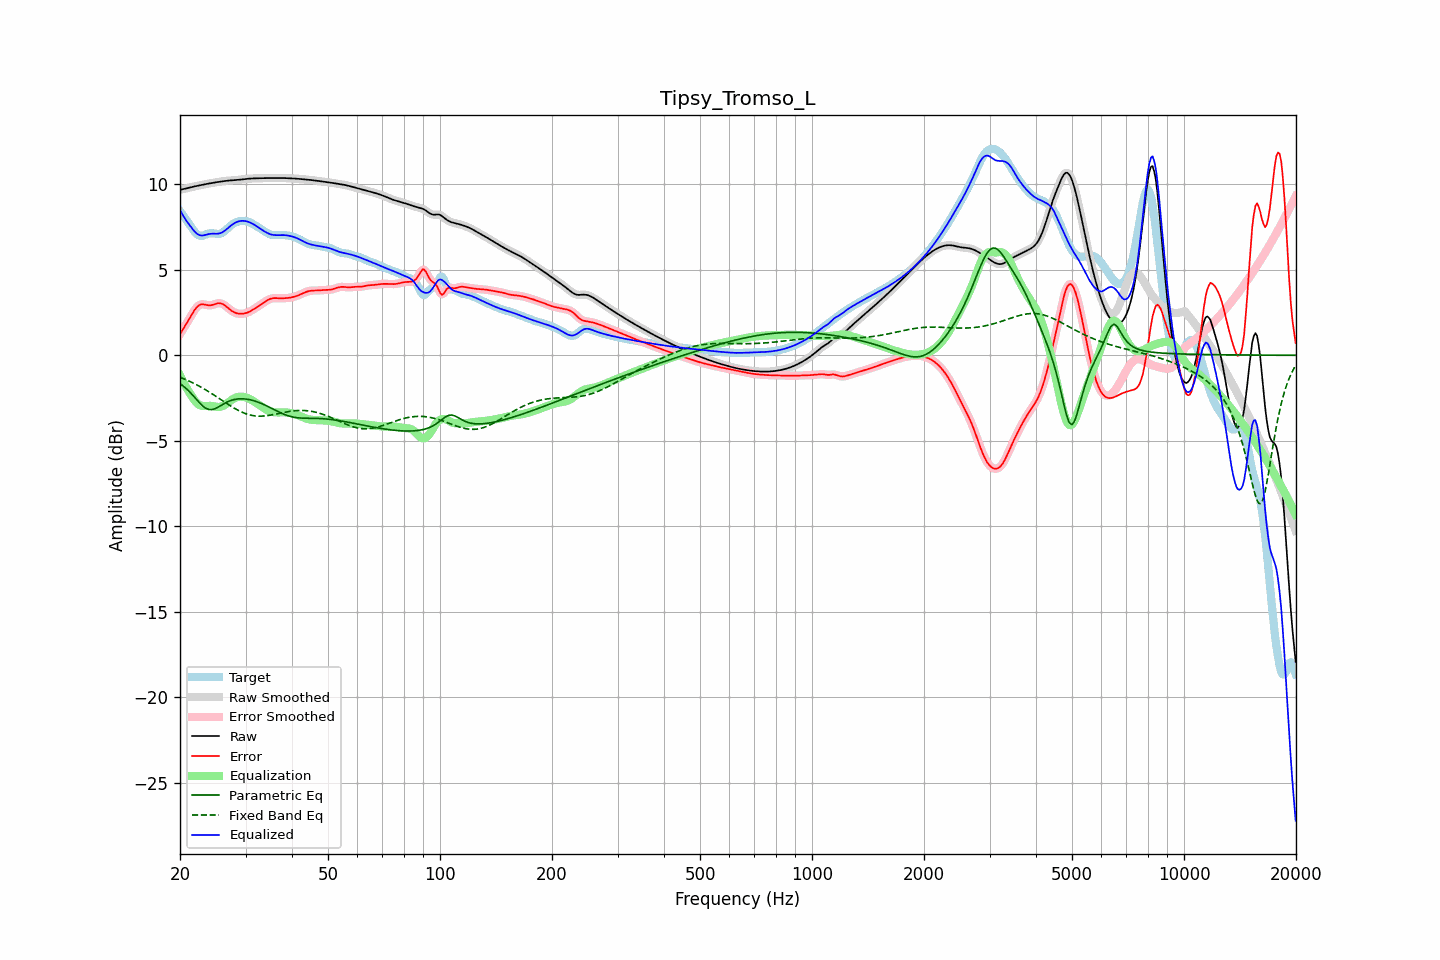 Tipsy_Tromso_L
Amplitude (dBr)
10
5
0
−5
−10
−15
−20
−25
Target
Raw Smoothed
Error Smoothed
Raw
Error
Equalization
Parametric Eq
Fixed Band Eq
Equalized
20 50 100 200 500 1000 2000 5000 10000 20000
Frequency (Hz)